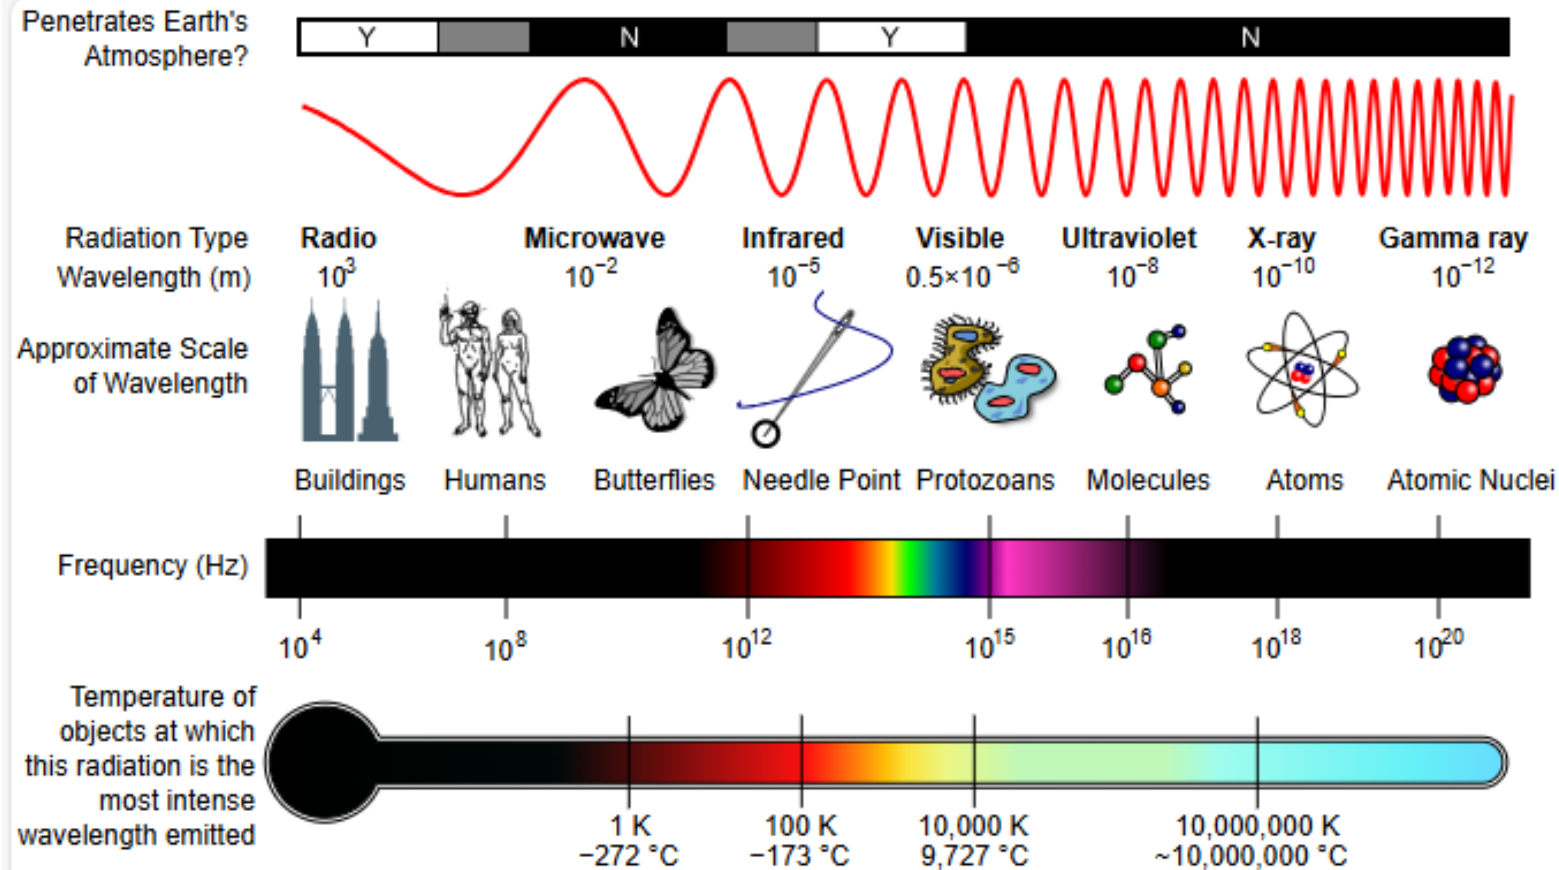 Penetrates Earth's
Atmosphere?
Y N Y N
Radiation Type Radio Microwave Infrared Visible Ultraviolet X-ray Gamma ray
Wavelength (m) 10³ 10⁻² 10⁻⁵ 0.5×10⁻⁶ 10⁻⁸ 10⁻¹⁰ 10⁻¹²
Approximate Scale
of Wavelength
Buildings Humans Butterflies Needle Point Protozoans Molecules Atoms Atomic Nuclei
Frequency (Hz)
10⁴ 10⁸ 10¹² 10¹⁵ 10¹⁶ 10¹⁸ 10²⁰
Temperature of
objects at which
this radiation is the
most intense
wavelength emitted
1 K 100 K 10,000 K 10,000,000 K
−272 °C −173 °C 9,727 °C ~10,000,000 °C